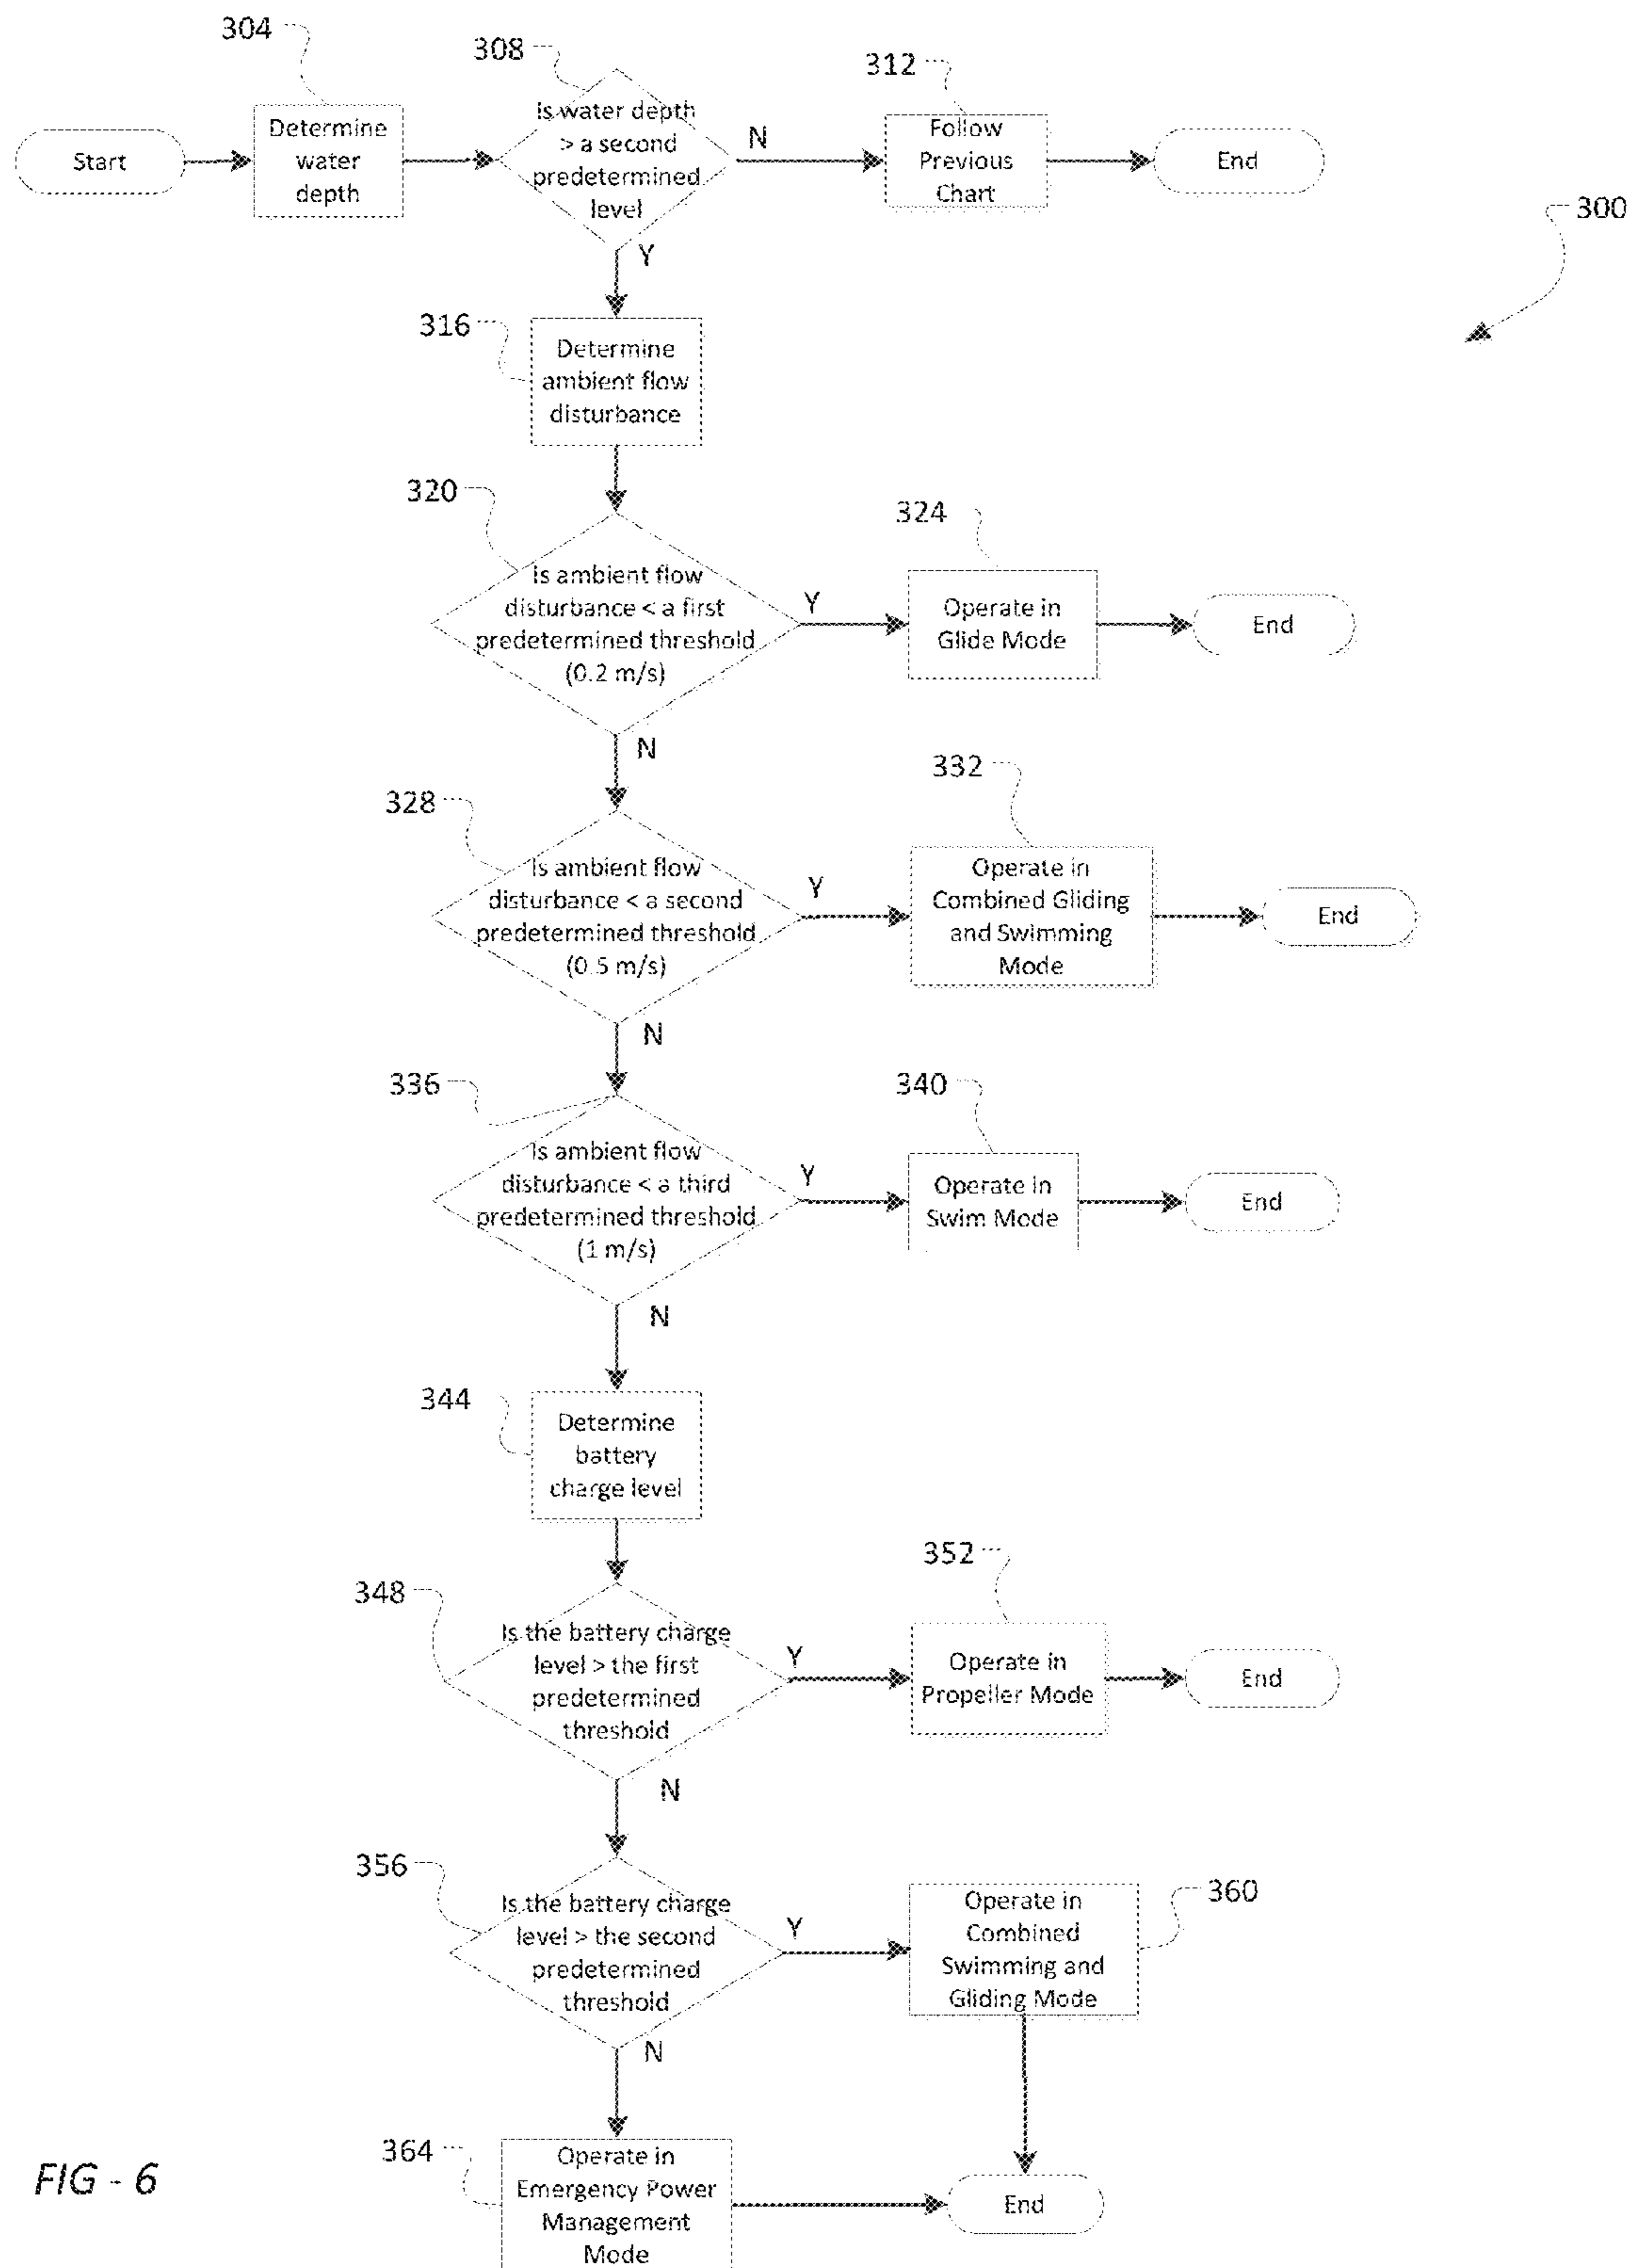 304
308
312
Start
Determine
water
depth
Is water depth
> a second
predetermined
level
N
Follow
Previous
Chart
End
300
Y
316
Determine
ambient flow
disturbance
320
Is ambient flow
disturbance < a first
predetermined threshold
(0.2 m/s)
Y
324
Operate in
Glide Mode
End
N
328
Is ambient flow
disturbance < a second
predetermined threshold
(0.5 m/s)
Y
332
Operate in
Combined Gliding
and Swimming
Mode
End
N
336
Is ambient flow
disturbance < a third
predetermined threshold
(1 m/s)
Y
340
Operate in
Swim Mode
End
N
344
Determine
battery
charge level
348
Is the battery charge
level > the first
predetermined
threshold
Y
352
Operate in
Propeller Mode
End
N
356
Is the battery charge
level > the second
predetermined
threshold
Y
Operate in
Combined
Swimming and
Gliding Mode
360
N
364
Operate in
Emergency Power
Management
Mode
End
FIG - 6